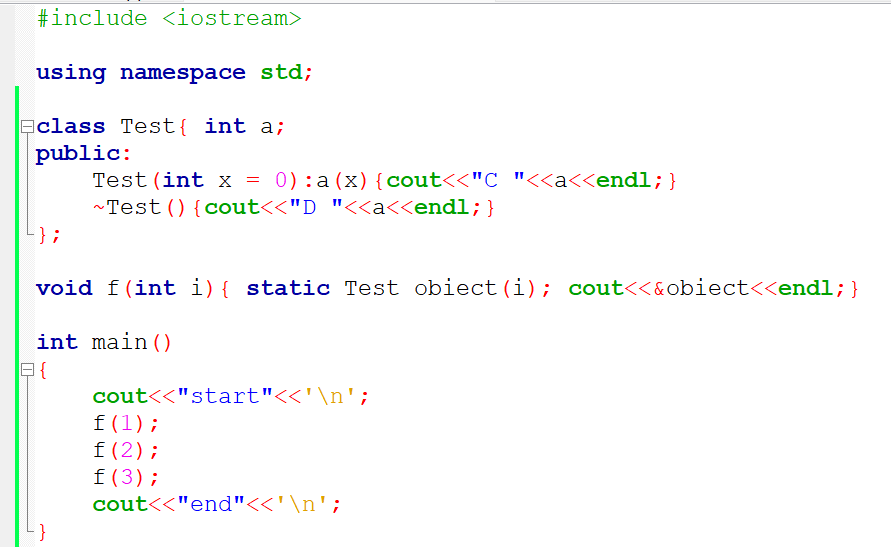 #include <iostream>
using namespace std;
class Test{ int a;
public:
    Test(int x = 0):a(x){cout<<"C "<<a<<endl;}
    ~Test(){cout<<"D "<<a<<endl;}
};
void f(int i){ static Test obiect(i); cout<<&obiect<<endl;}
int main()
{
    cout<<"start"<<'\n';
    f(1);
    f(2);
    f(3);
    cout<<"end"<<'\n';
}